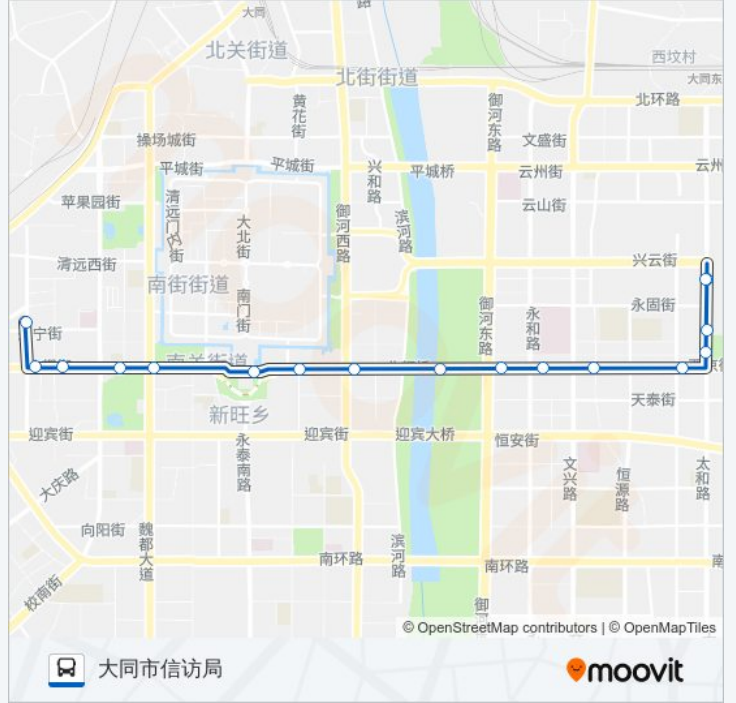 大同
路
北关街道
西坟村
北街街道
大同东
黄花街
御河东路
北环路
操场城街
文盛街
平城街
平城街
兴和路
平城桥
云州街
云州
苹果园街
清远门街
大北街
御河西路
滨河路
云山街
清远西街
兴云街
南街街道
南门街
永固街
御河东路
永和路
宁街
南关街道
天泰街
新旺乡
迎宾街
永泰南路
迎宾街
迎宾大桥
恒安街
文兴路
恒源路
太和路
大庆路
向阳街
魏都大道
南环路
滨河路
南环路
南
校南街
御
© OpenStreetMap contributors | © OpenMapTiles
大同市信访局
moovit